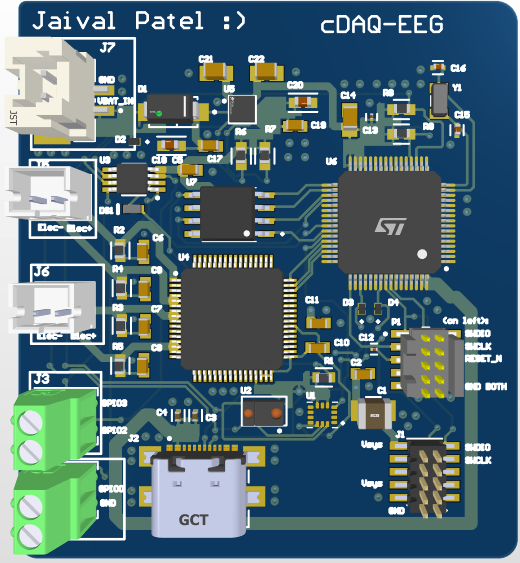 Jaival Patel :)
cDAQ-EEG
J7
GND
VBAT_IN
JST
C21
C22
C16
D1
U5
C20
C14
R8
Y1
C19
C13
R9
C15
D2
R6
R7
C18
C17
U6
U3
U7
J5
Elec- Elec+
DS1
R2
C6
U4
J6
R4
C9
R3
C7
Elec- Elec+
R5
C8
C11
C10
D3
D4
P1
(on left):
SWDIO
SWCLK
RESET_N
GND BOTH
C12
R1
C2
J3
GPIO3
GPIO2
C4
C3
U2
U1
C1
J2
J1
Vsys
SWDIO
SWCLK
GPIO0
GND
Vsys
GND
GCT